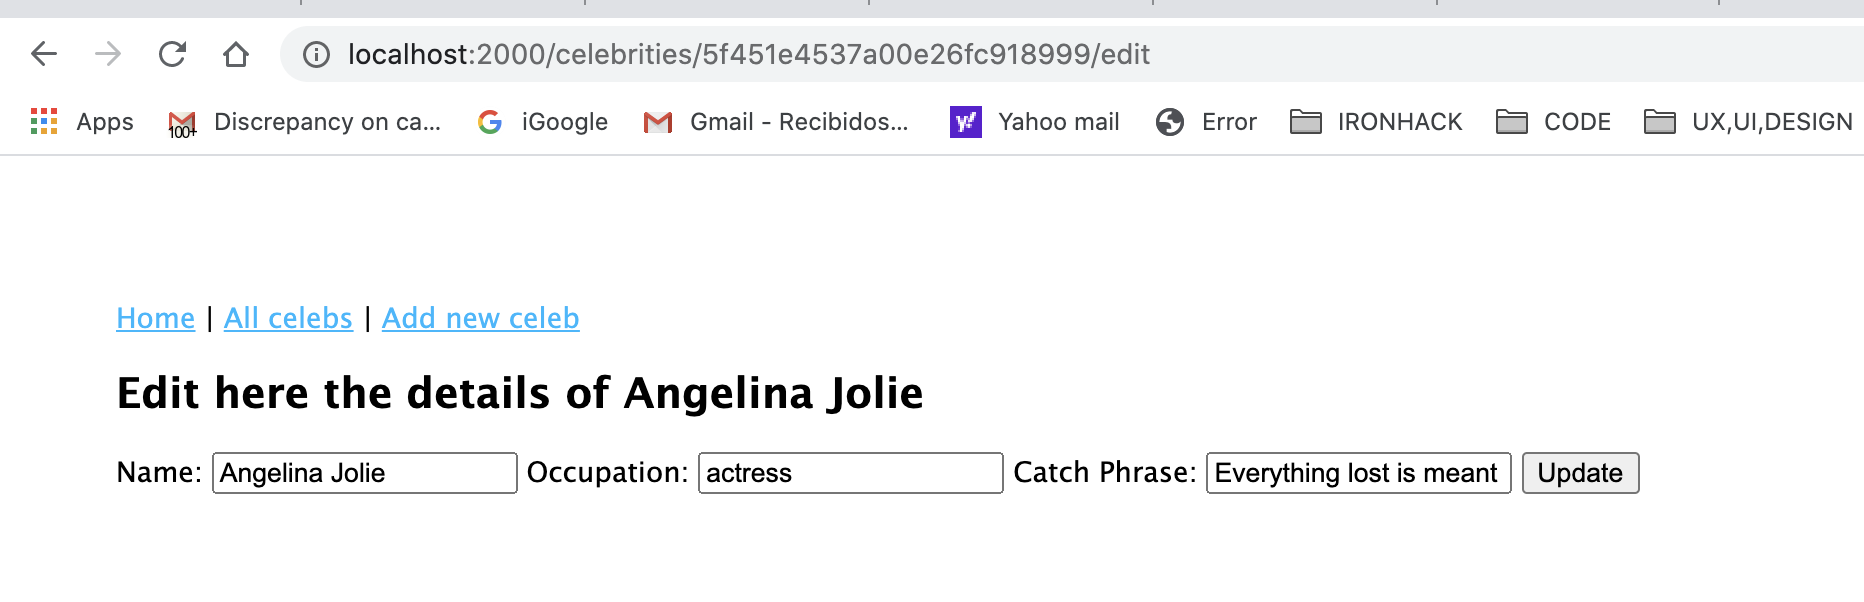 localhost:2000/celebrities/5f451e4537a00e26fc918999/edit
Apps 100+ Discrepancy on ca... iGoogle Gmail - Recibidos... Yahoo mail Error IRONHACK CODE UX,UI,DESIGN
Home | All celebs | Add new celeb
Edit here the details of Angelina Jolie
Name: Angelina Jolie Occupation: actress Catch Phrase: Everything lost is meant Update